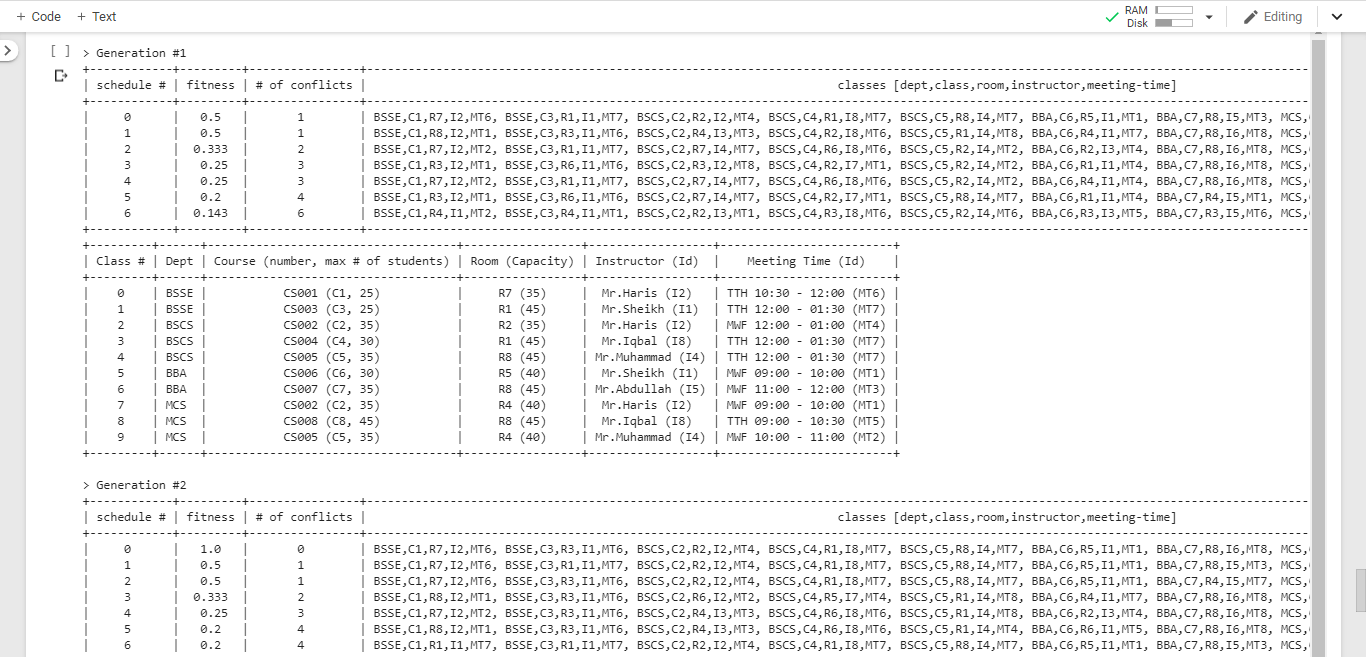 + Code + Text RAM Disk Editing
[ ] > Generation #1
+-----------+---------+----------------+
| schedule # | fitness | # of conflicts | classes [dept,class,room,instructor,meeting-time]
| 0 | 0.5 | 1 | BSSE,C1,R7,I2,MT6, BSSE,C3,R1,I1,MT7, BSCS,C2,R2,I2,MT4, BSCS,C4,R1,I8,MT7, BSCS,C5,R8,I4,MT7, BBA,C6,R5,I1,MT1, BBA,C7,R8,I5,MT3, MCS,
| 1 | 0.5 | 1 | BSSE,C1,R8,I2,MT1, BSSE,C3,R1,I1,MT6, BSCS,C2,R4,I3,MT3, BSCS,C4,R2,I8,MT6, BSCS,C5,R1,I4,MT8, BBA,C6,R4,I1,MT7, BBA,C7,R8,I6,MT8, MCS,
| 2 | 0.333 | 2 | BSSE,C1,R7,I2,MT2, BSSE,C3,R1,I1,MT7, BSCS,C2,R7,I4,MT7, BSCS,C4,R6,I8,MT6, BSCS,C5,R2,I4,MT2, BBA,C6,R2,I3,MT4, BBA,C7,R8,I6,MT8, MCS,
| 3 | 0.25 | 3 | BSSE,C1,R3,I2,MT1, BSSE,C3,R6,I1,MT6, BSCS,C2,R3,I2,MT8, BSCS,C4,R2,I7,MT1, BSCS,C5,R2,I4,MT2, BBA,C6,R1,I1,MT4, BBA,C7,R8,I6,MT8, MCS,
| 4 | 0.25 | 3 | BSSE,C1,R7,I2,MT2, BSSE,C3,R1,I1,MT7, BSCS,C2,R7,I4,MT7, BSCS,C4,R6,I8,MT6, BSCS,C5,R2,I4,MT2, BBA,C6,R4,I1,MT4, BBA,C7,R8,I6,MT8, MCS,
| 5 | 0.2 | 4 | BSSE,C1,R3,I2,MT1, BSSE,C3,R6,I1,MT6, BSCS,C2,R7,I4,MT7, BSCS,C4,R2,I7,MT1, BSCS,C5,R8,I4,MT7, BBA,C6,R1,I1,MT4, BBA,C7,R4,I5,MT1, MCS,
| 6 | 0.143 | 6 | BSSE,C1,R4,I1,MT2, BSSE,C3,R4,I1,MT1, BSCS,C2,R2,I3,MT1, BSCS,C4,R3,I8,MT6, BSCS,C5,R2,I4,MT6, BBA,C6,R3,I3,MT5, BBA,C7,R3,I5,MT6, MCS,
| Class # | Dept | Course (number, max # of students) | Room (Capacity) | Instructor (Id) | Meeting Time (Id) |
| 0 | BSSE | CS001 (C1, 25) | R7 (35) | Mr.Haris (I2) | TTH 10:30 - 12:00 (MT6) |
| 1 | BSSE | CS003 (C3, 25) | R1 (45) | Mr.Sheikh (I1) | TTH 12:00 - 01:30 (MT7) |
| 2 | BSCS | CS002 (C2, 35) | R2 (35) | Mr.Haris (I2) | MWF 12:00 - 01:00 (MT4) |
| 3 | BSCS | CS004 (C4, 30) | R1 (45) | Mr.Iqbal (I8) | TTH 12:00 - 01:30 (MT7) |
| 4 | BSCS | CS005 (C5, 35) | R8 (45) | Mr.Muhammad (I4) | TTH 12:00 - 01:30 (MT7) |
| 5 | BBA | CS006 (C6, 30) | R5 (40) | Mr.Sheikh (I1) | MWF 09:00 - 10:00 (MT1) |
| 6 | BBA | CS007 (C7, 35) | R8 (45) | Mr.Abdullah (I5) | MWF 11:00 - 12:00 (MT3) |
| 7 | MCS | CS002 (C2, 35) | R4 (40) | Mr.Haris (I2) | MWF 09:00 - 10:00 (MT1) |
| 8 | MCS | CS008 (C8, 45) | R8 (45) | Mr.Iqbal (I8) | TTH 09:00 - 10:30 (MT5) |
| 9 | MCS | CS005 (C5, 35) | R4 (40) | Mr.Muhammad (I4) | MWF 10:00 - 11:00 (MT2) |
> Generation #2
| schedule # | fitness | # of conflicts | classes [dept,class,room,instructor,meeting-time]
| 0 | 1.0 | 0 | BSSE,C1,R7,I2,MT6, BSSE,C3,R3,I1,MT6, BSCS,C2,R2,I2,MT4, BSCS,C4,R1,I8,MT7, BSCS,C5,R8,I4,MT7, BBA,C6,R5,I1,MT1, BBA,C7,R8,I6,MT8, MCS,
| 1 | 0.5 | 1 | BSSE,C1,R7,I2,MT6, BSSE,C3,R1,I1,MT7, BSCS,C2,R2,I2,MT4, BSCS,C4,R1,I8,MT7, BSCS,C5,R8,I4,MT7, BBA,C6,R5,I1,MT1, BBA,C7,R8,I5,MT3, MCS,
| 2 | 0.5 | 1 | BSSE,C1,R7,I2,MT6, BSSE,C3,R3,I1,MT6, BSCS,C2,R2,I2,MT4, BSCS,C4,R1,I8,MT7, BSCS,C5,R8,I4,MT7, BBA,C6,R5,I1,MT1, BBA,C7,R4,I5,MT7, MCS,
| 3 | 0.333 | 2 | BSSE,C1,R8,I2,MT1, BSSE,C3,R1,I1,MT6, BSCS,C2,R6,I2,MT2, BSCS,C4,R5,I7,MT4, BSCS,C5,R1,I4,MT8, BBA,C6,R4,I1,MT7, BBA,C7,R8,I6,MT8, MCS,
| 4 | 0.25 | 3 | BSSE,C1,R7,I2,MT2, BSSE,C3,R3,I1,MT6, BSCS,C2,R4,I3,MT3, BSCS,C4,R6,I8,MT6, BSCS,C5,R1,I4,MT8, BBA,C6,R2,I3,MT4, BBA,C7,R8,I6,MT8, MCS,
| 5 | 0.2 | 4 | BSSE,C1,R8,I2,MT1, BSSE,C3,R3,I1,MT6, BSCS,C2,R4,I3,MT3, BSCS,C4,R6,I8,MT6, BSCS,C5,R1,I4,MT4, BBA,C6,R6,I1,MT5, BBA,C7,R8,I6,MT8, MCS,
| 6 | 0.2 | 4 | BSSE,C1,R1,I1,MT7, BSSE,C3,R3,I1,MT6, BSCS,C2,R2,I2,MT4, BSCS,C4,R1,I8,MT7, BSCS,C5,R8,I4,MT7, BBA,C6,R1,I1,MT5, BBA,C7,R8,I5,MT3, MCS,